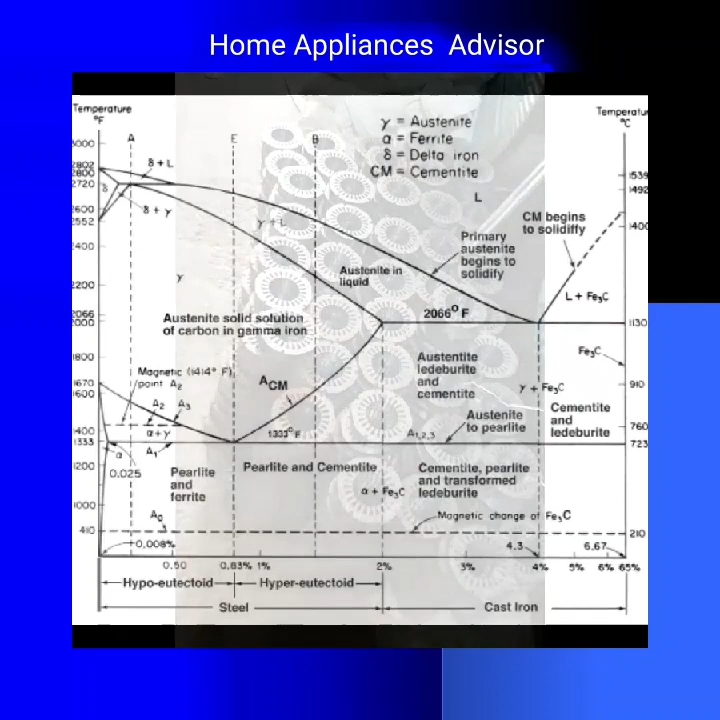 Home Appliances Advisor
Temperature
°F
Temperatu
°C
A
E
B
γ = Austenite
α = Ferrite
δ = Delta iron
CM = Cementite
3000
2802
2800
2720
2600
2552
2400
2200
2066
2000
1800
1670
1600
1400
1333
1200
1000
410
δ + L
δ
δ + γ
γ + L
γ
L
CM begins
to solidiffy
Primary
austenite
begins to
solidify
Austenite in
liquid
L + Fe₃C
Austenite solid solution
of carbon in gamma iron
2066° F
1539
1492
1400
1130
910
760
723
210
Magnetic (1414° F)
point A₂
A₂ A₃
α+γ
A₁
α
0.025
A CM
1333° F
Austentite
ledeburite
and
cementite
Fe₃C
γ + Fe₃C
Cementite
and
ledeburite
Austenite
to pearlite
A₁,₂,₃
Pearlite
and
ferrite
Pearlite and Cementite
Cementite, pearlite
and transformed
ledeburite
α + Fe₃C
A₀
Magnetic change of Fe₃C
0,008%
4.3
6.67
0.50 0,83% 1% 2% 3% 4% 5% 6% 65%
Hypo-eutectoid Hyper-eutectoid
Steel Cast Iron